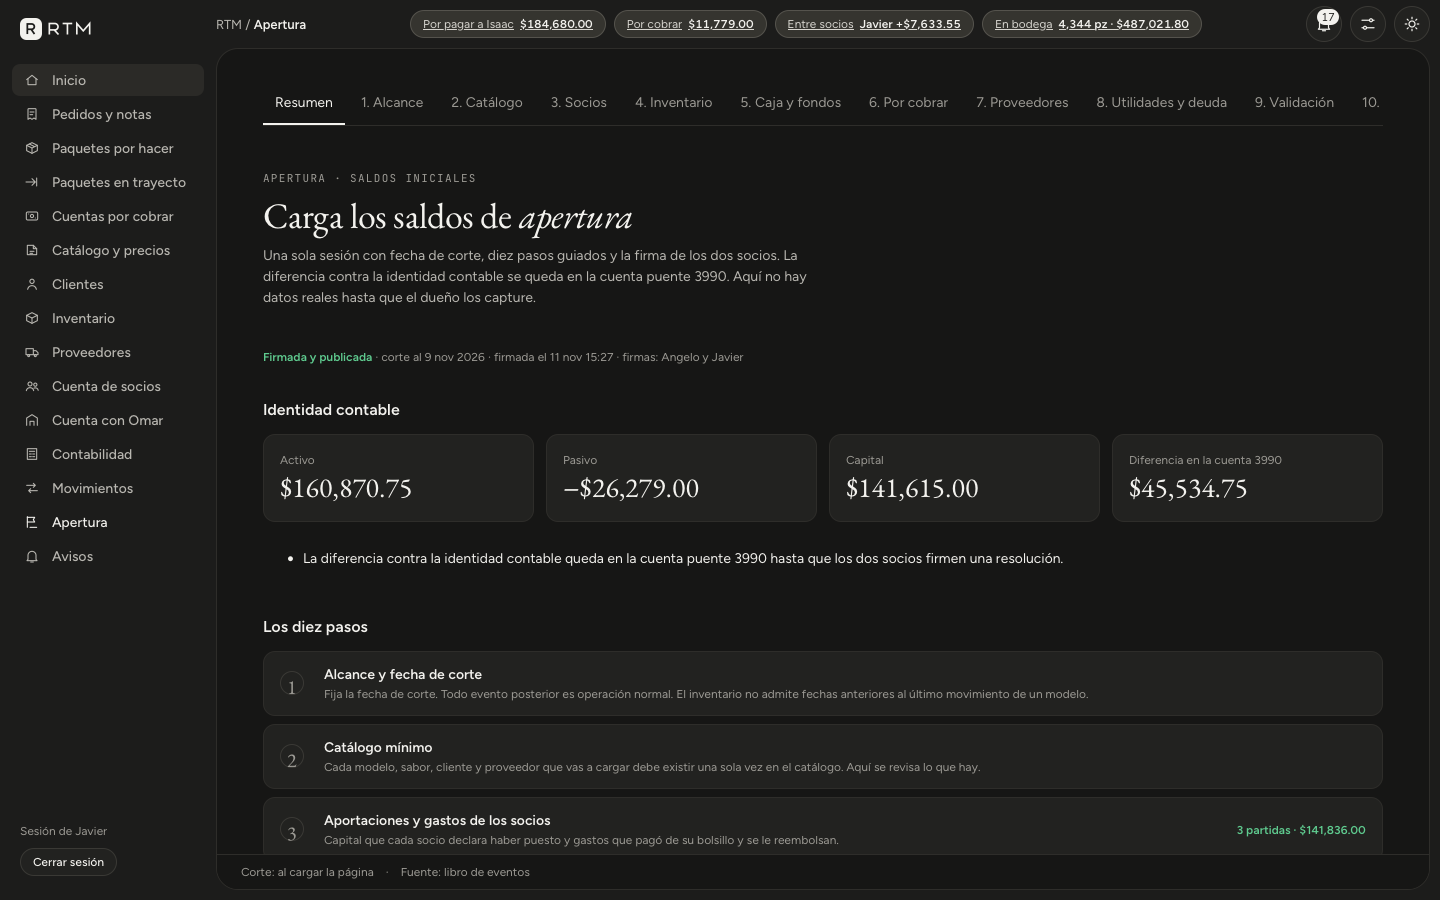 R RTM
RTM / Apertura
Por pagar a Isaac $184,680.00
Por cobrar $11,779.00
Entre socios Javier +$7,633.55
En bodega 4,344 pz · $487,021.80
17
Inicio
Pedidos y notas
Paquetes por hacer
Paquetes en trayecto
Cuentas por cobrar
Catálogo y precios
Clientes
Inventario
Proveedores
Cuenta de socios
Cuenta con Omar
Contabilidad
Movimientos
Apertura
Avisos
Sesión de Javier
Cerrar sesión
Resumen 1. Alcance 2. Catálogo 3. Socios 4. Inventario 5. Caja y fondos 6. Por cobrar 7. Proveedores 8. Utilidades y deuda 9. Validación 10.
APERTURA · SALDOS INICIALES
Carga los saldos de apertura
Una sola sesión con fecha de corte, diez pasos guiados y la firma de los dos socios. La
diferencia contra la identidad contable se queda en la cuenta puente 3990. Aquí no hay
datos reales hasta que el dueño los capture.
Firmada y publicada · corte al 9 nov 2026 · firmada el 11 nov 15:27 · firmas: Angelo y Javier
Identidad contable
Activo
$160,870.75
Pasivo
−$26,279.00
Capital
$141,615.00
Diferencia en la cuenta 3990
$45,534.75
• La diferencia contra la identidad contable queda en la cuenta puente 3990 hasta que los dos socios firmen una resolución.
Los diez pasos
1
Alcance y fecha de corte
Fija la fecha de corte. Todo evento posterior es operación normal. El inventario no admite fechas anteriores al último movimiento de un modelo.
2
Catálogo mínimo
Cada modelo, sabor, cliente y proveedor que vas a cargar debe existir una sola vez en el catálogo. Aquí se revisa lo que hay.
3
Aportaciones y gastos de los socios
Capital que cada socio declara haber puesto y gastos que pagó de su bolsillo y se le reembolsan.
3 partidas · $141,836.00
Corte: al cargar la página · Fuente: libro de eventos